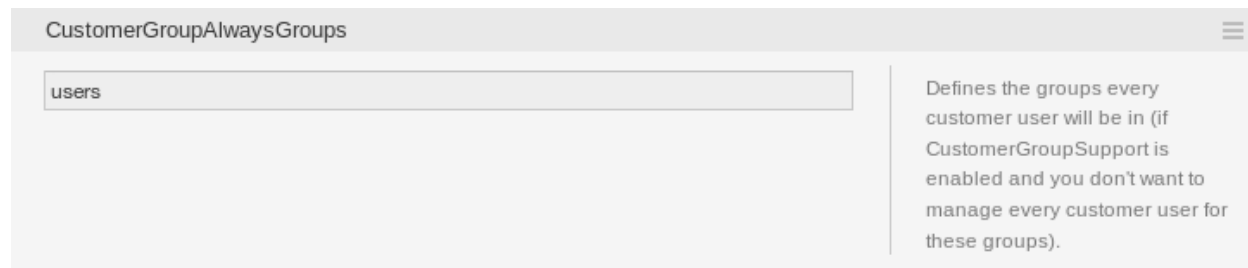 CustomerGroupAlwaysGroups
users
Defines the groups every
customer user will be in (if
CustomerGroupSupport is
enabled and you don't want to
manage every customer user for
these groups).